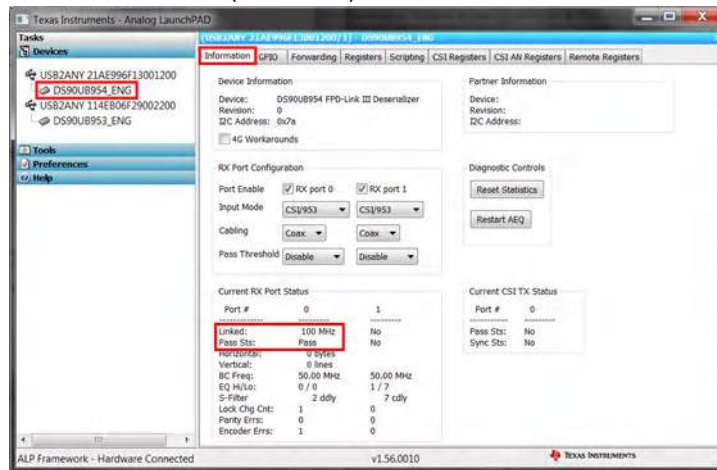 Texas Instruments - Analog LaunchPAD
Tasks
Devices
USB2ANY 21AE996F13001200
DS90UB954_ENG
USB2ANY 114EB06F29002200
DS90UB953_ENG
Tools
Preferences
Help
Information GPIO Forwarding Registers Scripting CSI Registers CSI AN Registers Remote Registers
Device Information
Device: DS90UB954 FPD-Link III Deserializer
Revision: 0
I2C Address: 0x7a
4G Workarounds
Partner Information
Device:
Revision:
I2C Address:
RX Port Configuration
Port Enable RX port 0 RX port 1
Input Mode CSI/953 CSI/953
Cabling Coax Coax
Pass Threshold Disable Disable
Diagnostic Controls
Reset Statistics
Restart AEQ
Current RX Port Status
Port # 0 1
Linked: 100 MHz No
Pass Sts: Pass No
Horizontal: 0 bytes
Vertical: 0 lines
BC Freq: 50.00 MHz 50.00 MHz
EQ Hi/Lo: 0 / 0 1 / 7
S-Filter 2 ddly 7 cdly
Lock Chg Cnt: 1 0
Parity Errs: 0 0
Encoder Errs: 1 0
Current CSI TX Status
Port # 0
Pass Sts: No
Sync Sts: No
ALP Framework - Hardware Connected v1.56.0010 TEXAS INSTRUMENTS